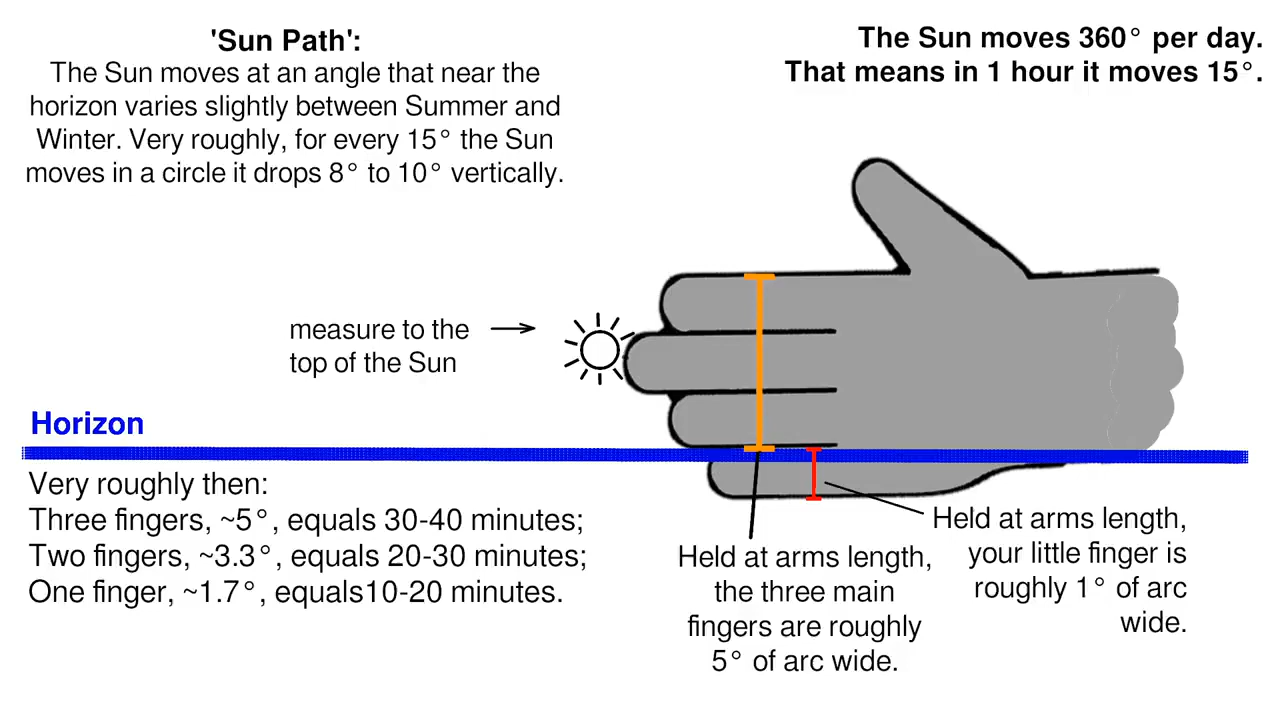 'Sun Path':
The Sun moves at an angle that near the
horizon varies slightly between Summer and
Winter. Very roughly, for every 15° the Sun
moves in a circle it drops 8° to 10° vertically.
The Sun moves 360° per day.
That means in 1 hour it moves 15°.
measure to the
top of the Sun
Horizon
Very roughly then:
Three fingers, ~5°, equals 30-40 minutes;
Two fingers, ~3.3°, equals 20-30 minutes;
One finger, ~1.7°, equals10-20 minutes.
Held at arms length,
the three main
fingers are roughly
5° of arc wide.
Held at arms length,
your little finger is
roughly 1° of arc
wide.